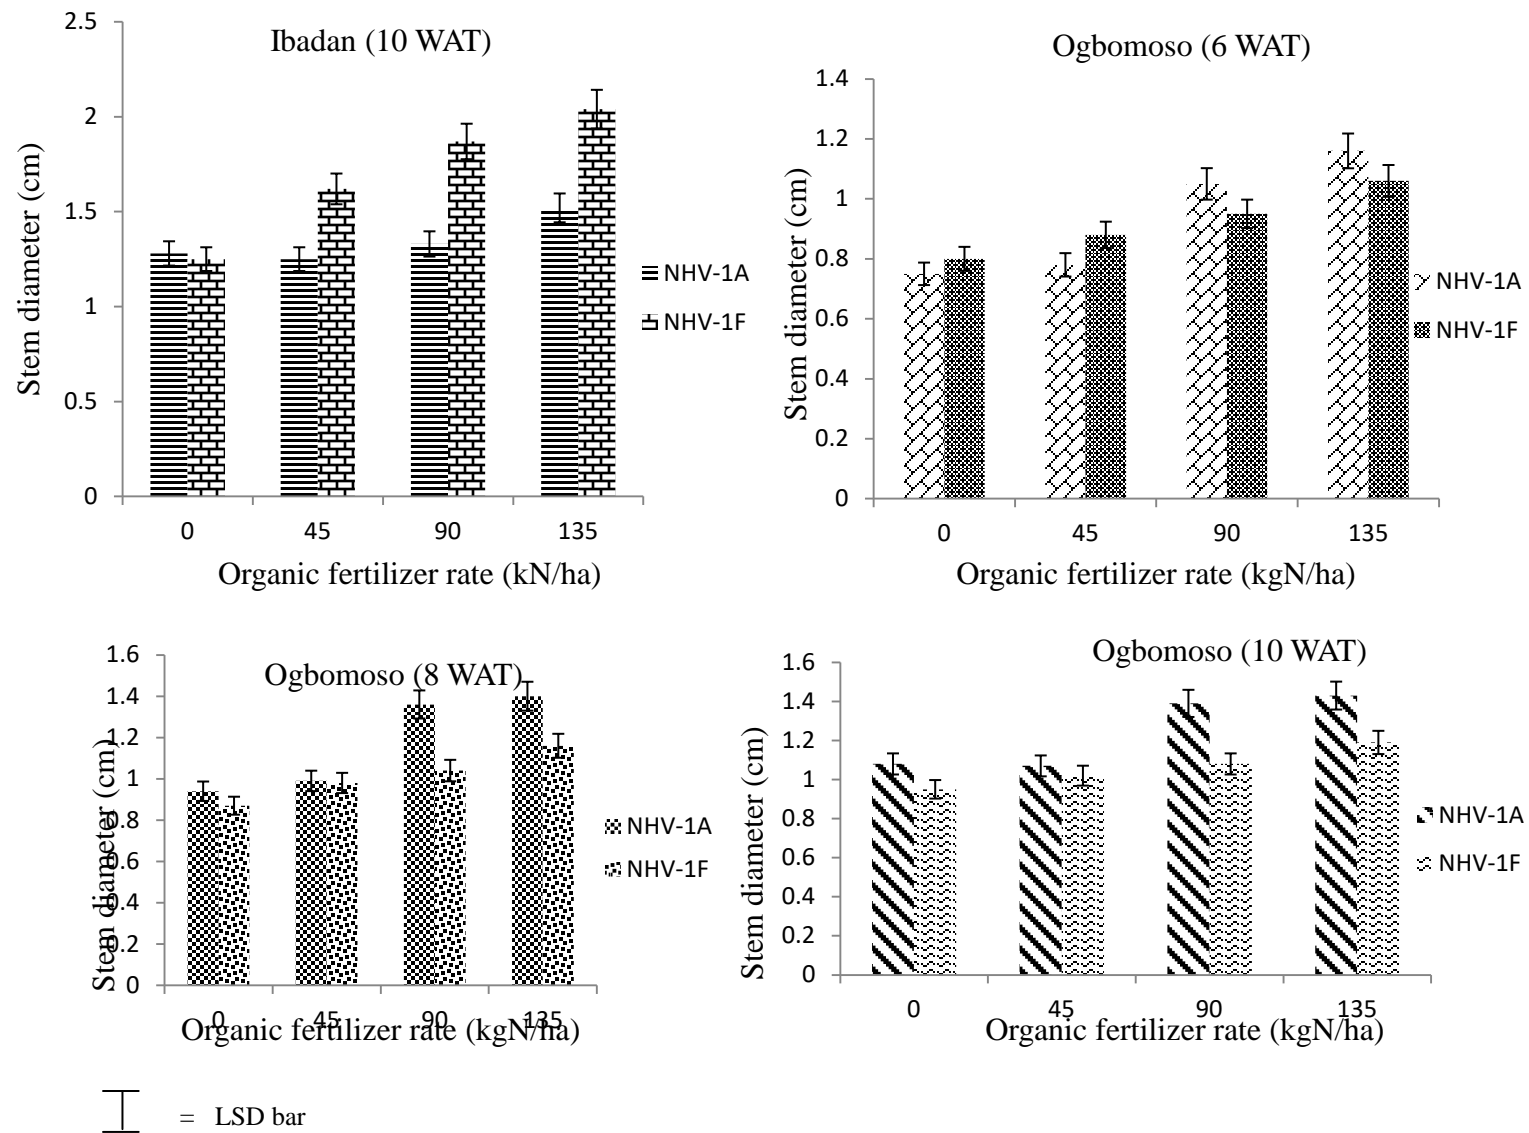 Ibadan (10 WAT)
Stem diameter (cm)
2.5
2
1.5
1
0.5
0
0 45 90 135
Organic fertilizer rate (kN/ha)
NHV-1A
NHV-1F
Ogbomoso (6 WAT)
Stem diameter (cm)
1.4
1.2
1
0.8
0.6
0.4
0.2
0
0 45 90 135
Organic fertilizer rate (kgN/ha)
NHV-1A
NHV-1F
Ogbomoso (8 WAT)
Stem diameter (cm)
1.6
1.4
1.2
1
0.8
0.6
0.4
0.2
0
0 45 90 135
Organic fertilizer rate (kgN/ha)
NHV-1A
NHV-1F
Ogbomoso (10 WAT)
Stem diameter (cm)
1.6
1.4
1.2
1
0.8
0.6
0.4
0.2
0
0 45 90 135
Organic fertilizer rate (kgN/ha)
NHV-1A
NHV-1F
= LSD bar